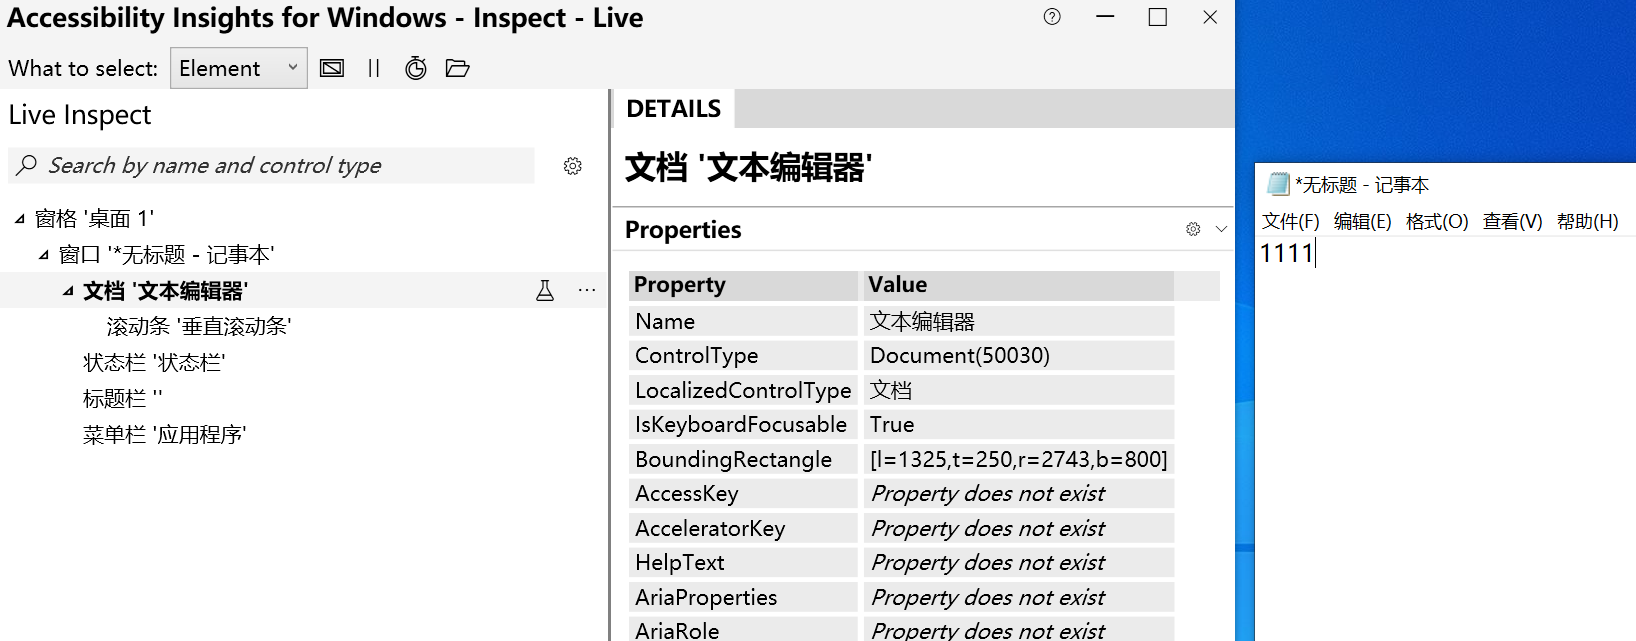 Accessibility Insights for Windows - Inspect - Live
What to select: Element
Live Inspect
Search by name and control type
窗格 '桌面 1'
窗口 '*无标题 - 记事本'
文档 '文本编辑器'
滚动条 '垂直滚动条'
状态栏 '状态栏'
标题栏 ''
菜单栏 '应用程序'
DETAILS
文档 '文本编辑器'
Properties
Property Value
Name 文本编辑器
ControlType Document(50030)
LocalizedControlType 文档
IsKeyboardFocusable True
BoundingRectangle [l=1325,t=250,r=2743,b=800]
AccessKey Property does not exist
AcceleratorKey Property does not exist
HelpText Property does not exist
AriaProperties Property does not exist
AriaRole Property does not exist
*无标题 - 记事本
文件(F) 编辑(E) 格式(O) 查看(V) 帮助(H)
1111